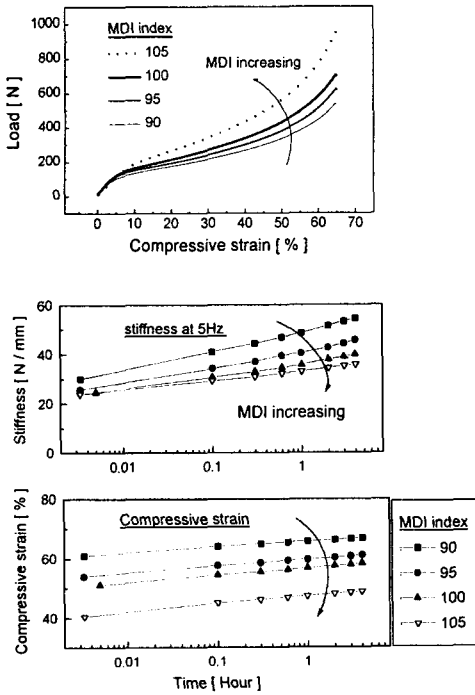 1000
800
600
400
200
0
Load [ N ]
MDI index
105
100
95
90
MDI increasing
0 10 20 30 40 50 60 70
Compressive strain [ % ]
60
40
20
0
Stiffness [ N / mm ]
stiffness at 5Hz
MDI increasing
0.01 0.1 1
80
60
40
Compressive strain [ % ]
Compressive strain
0.01 0.1 1
Time [ Hour ]
MDI index
90
95
100
105